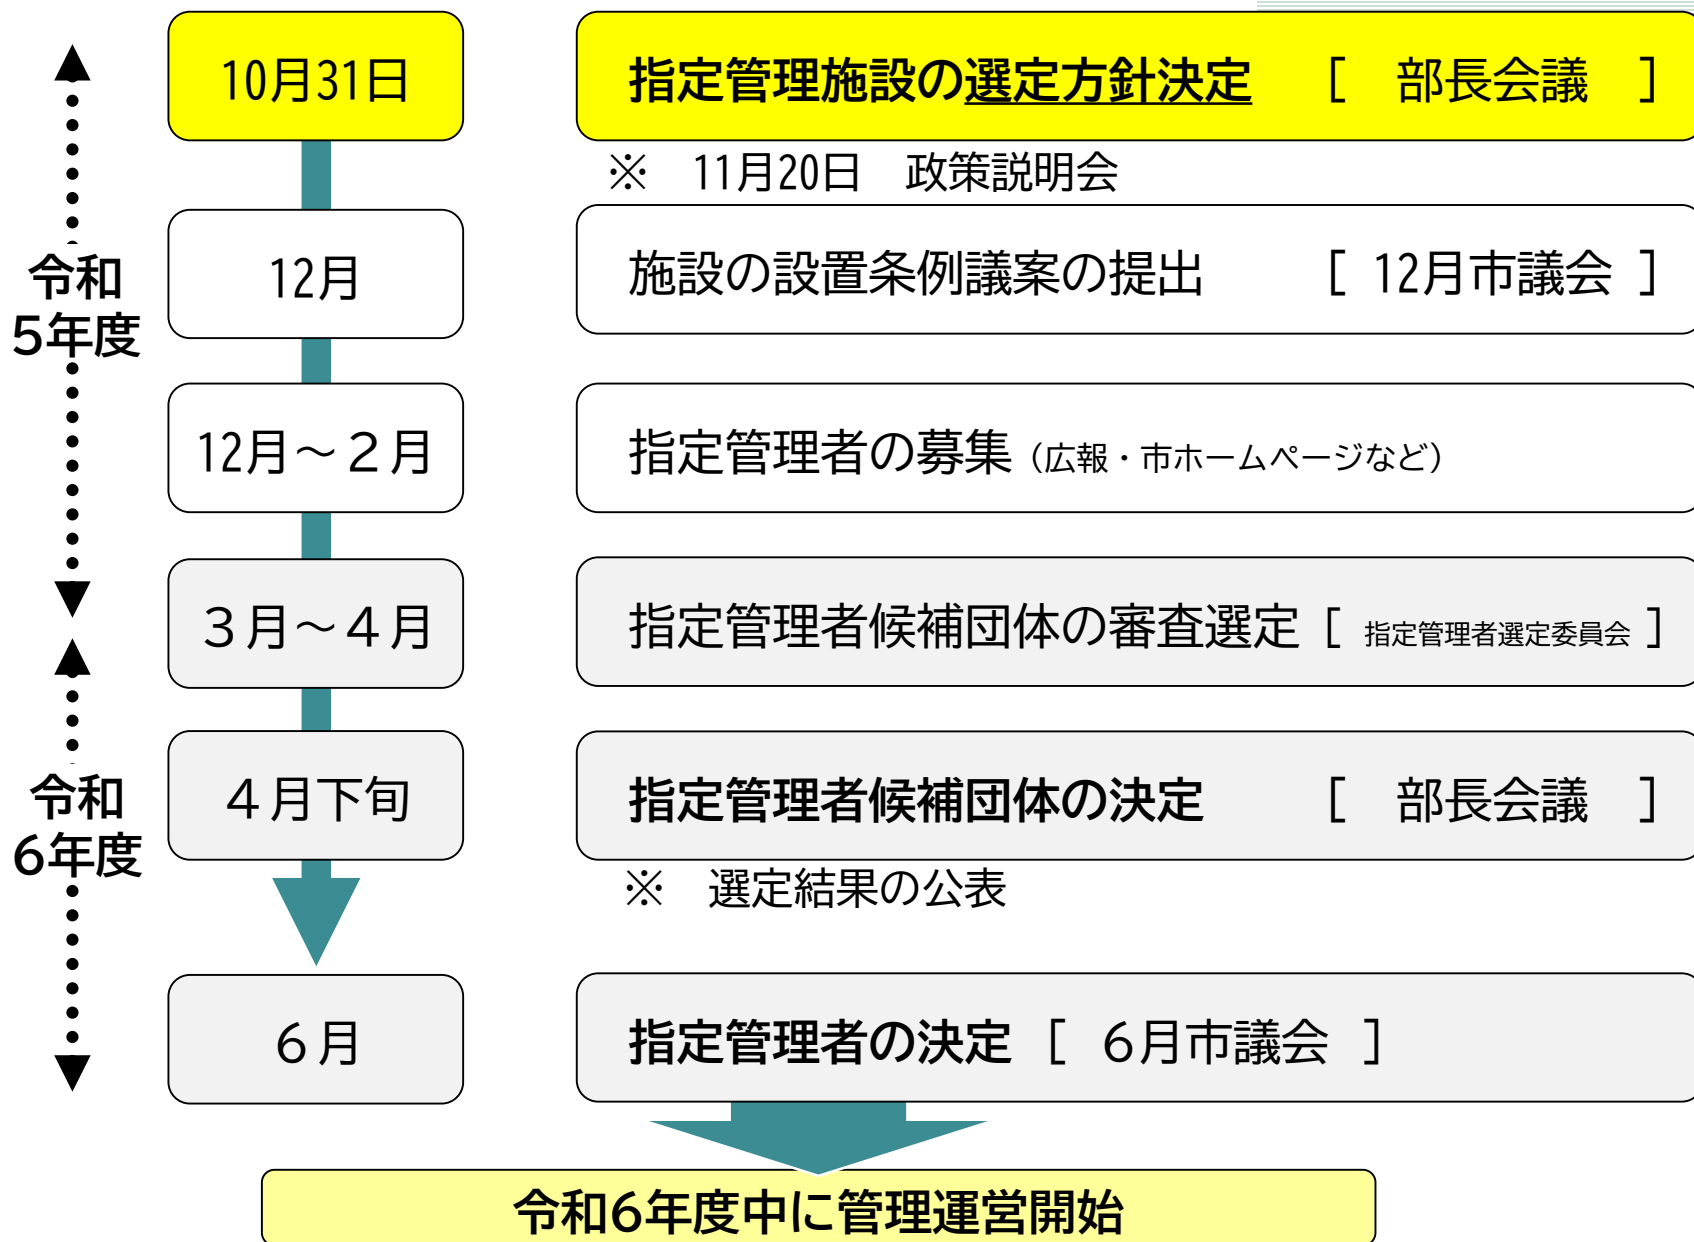 令和
5年度
10月31日
指定管理施設の選定方針決定　［　部長会議　］
※　11月20日　政策説明会
12月
施設の設置条例議案の提出　［ 12月市議会 ］
12月～２月
指定管理者の募集（広報・市ホームページなど）
３月～４月
指定管理者候補団体の審査選定［ 指定管理者選定委員会 ］
令和
6年度
４月下旬
指定管理者候補団体の決定　［　部長会議　］
※　選定結果の公表
６月
指定管理者の決定［ 6月市議会 ］
令和6年度中に管理運営開始